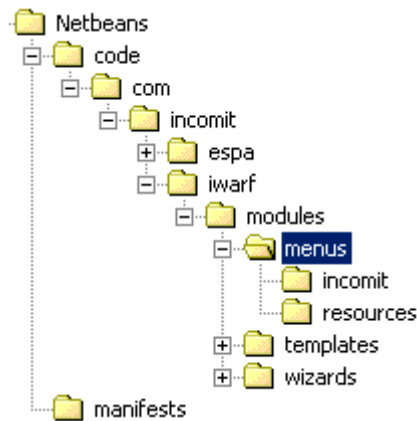 Netbeans
code
com
incomit
espa
iwarf
modules
menus
incomit
resources
templates
wizards
manifests